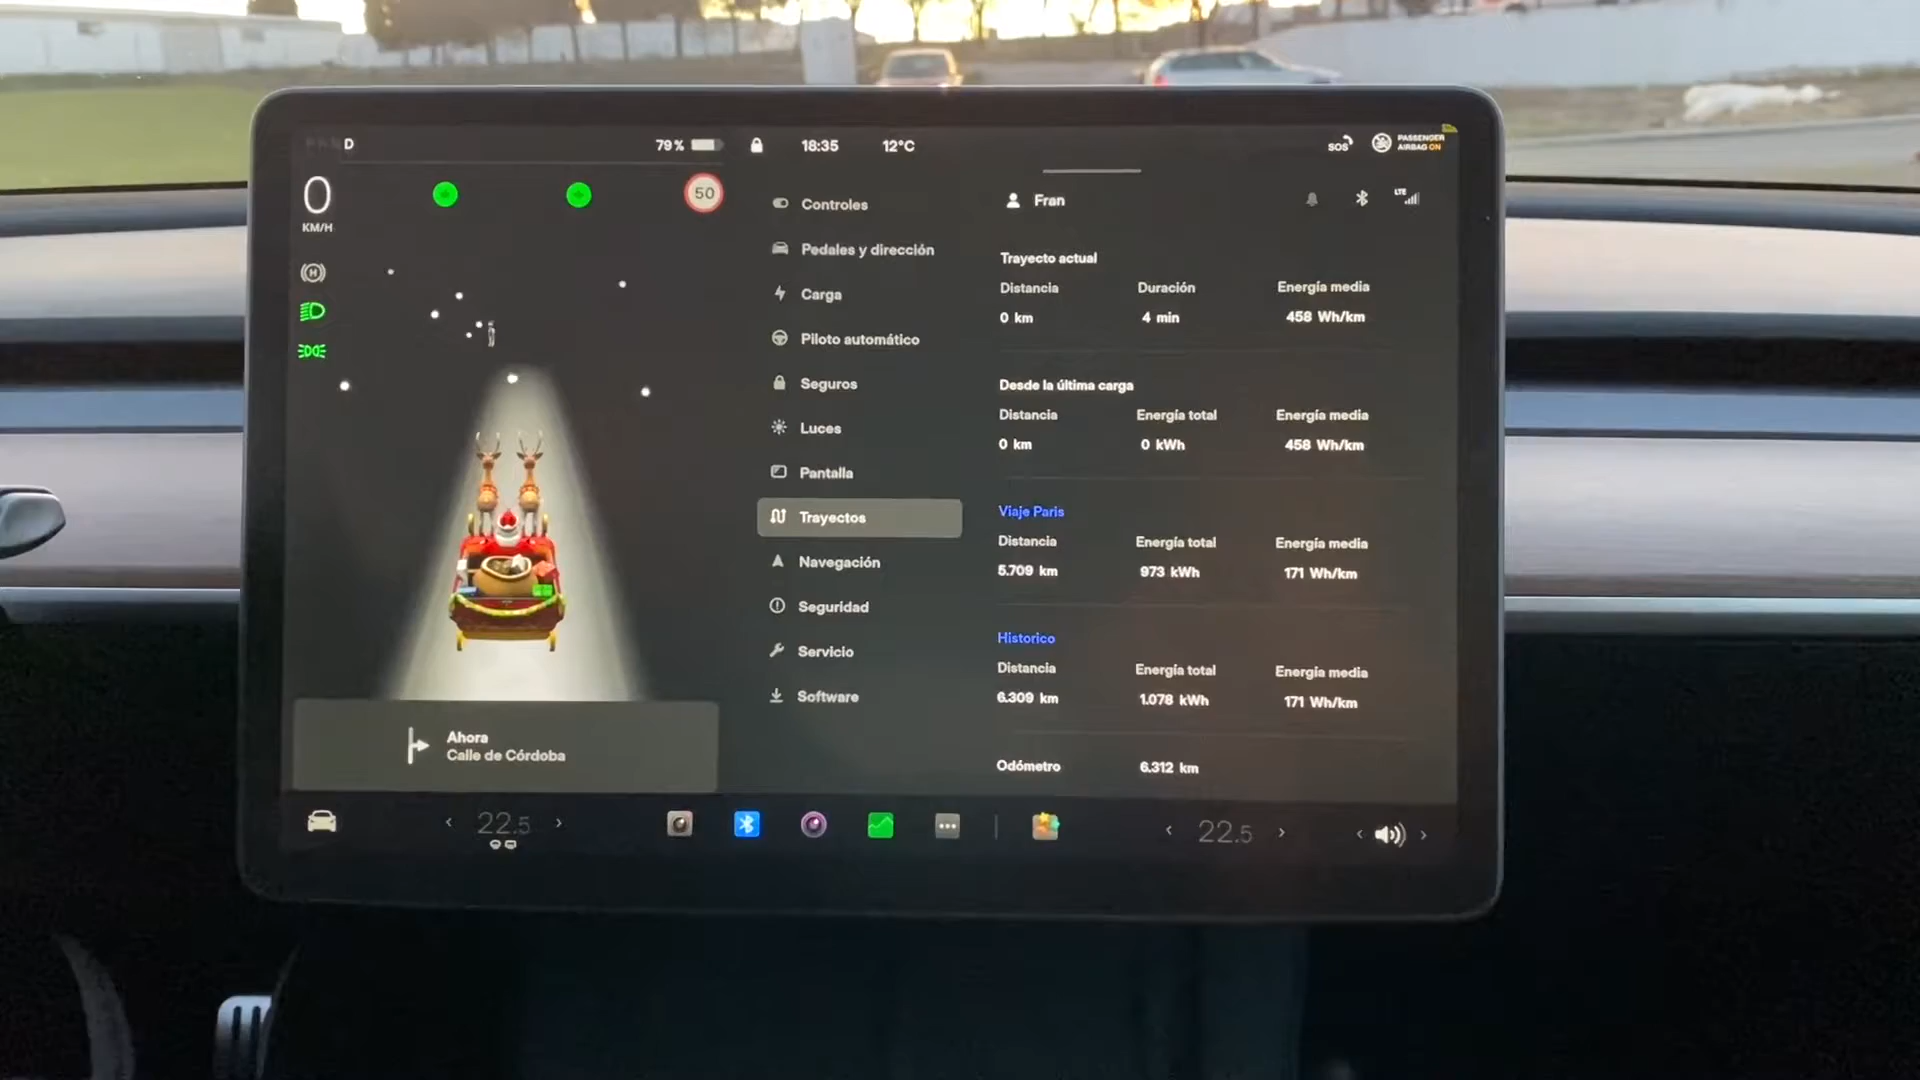 D
79 %
18:35
12°C
SOS
PASSENGER
AIRBAG ON
0
KM/H
50
Controles
Pedales y dirección
Carga
Piloto automático
Seguros
Luces
Pantalla
Trayectos
Navegación
Seguridad
Servicio
Software
Fran
LTE
Trayecto actual
Distancia Duración Energía media
0 km 4 min 458 Wh/km
Desde la última carga
Distancia Energía total Energía media
0 km 0 kWh 458 Wh/km
Viaje Paris
Distancia Energía total Energía media
5.709 km 973 kWh 171 Wh/km
Historico
Distancia Energía total Energía media
6.309 km 1.078 kWh 171 Wh/km
Odómetro 6.312 km
Ahora
Calle de Córdoba
22.5
22.5